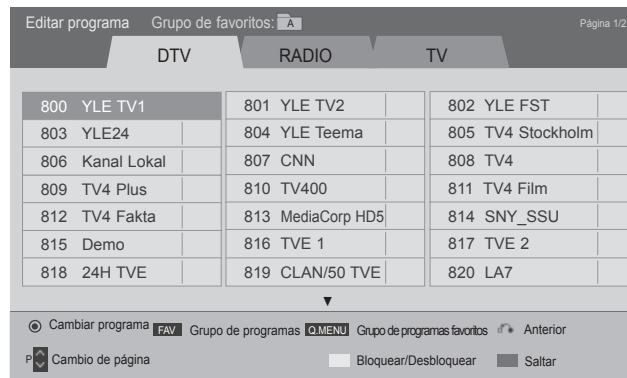 Editar programa Grupo de favoritos: A Página 1/2
DTV RADIO TV
800 YLE TV1 801 YLE TV2 802 YLE FST
803 YLE24 804 YLE Teema 805 TV4 Stockholm
806 Kanal Lokal 807 CNN 808 TV4
809 TV4 Plus 810 TV400 811 TV4 Film
812 TV4 Fakta 813 MediaCorp HD5 814 SNY_SSU
815 Demo 816 TVE 1 817 TVE 2
818 24H TVE 819 CLAN/50 TVE 820 LA7
Cambiar programa FAV Grupo de programas Q.MENU Grupo de programas favoritos Anterior
P Cambio de página Bloquear/Desbloquear Saltar